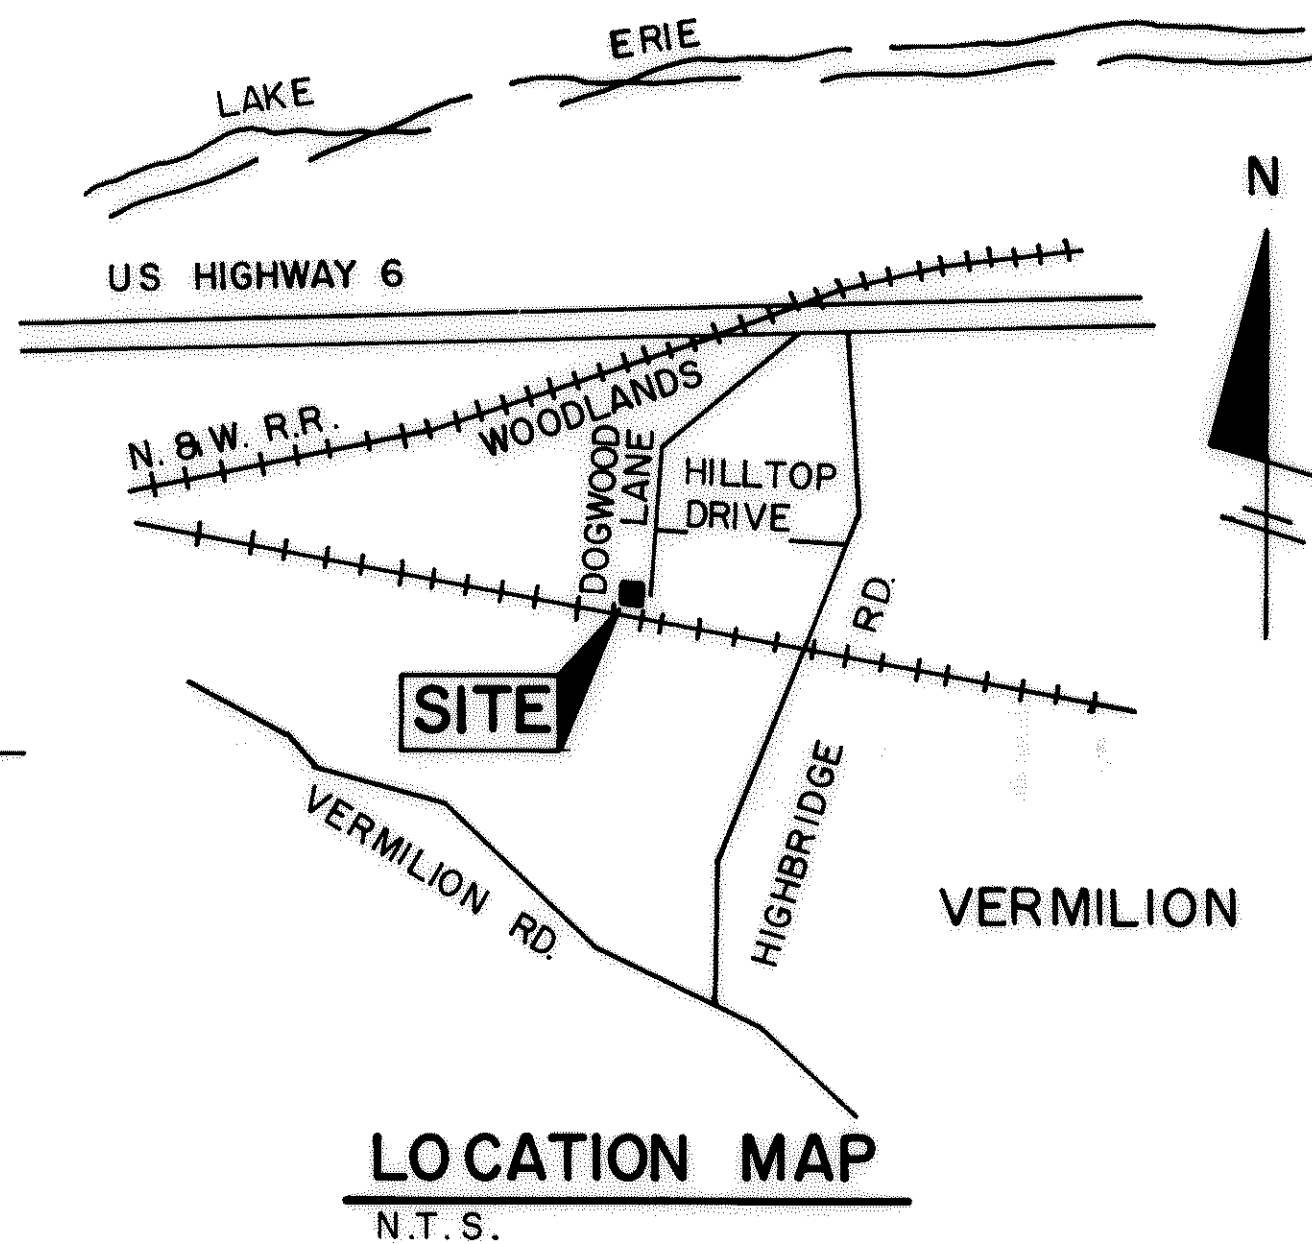 ERIE
LAKE
N
US HIGHWAY 6
WOODLANDS
N. & W. R.R.
DOGWOOD
LANE
HILLTOP
DRIVE
HIGHBRIDGE RD.
SITE
VERMILION RD.
VERMILION
LOCATION MAP
N.T.S.